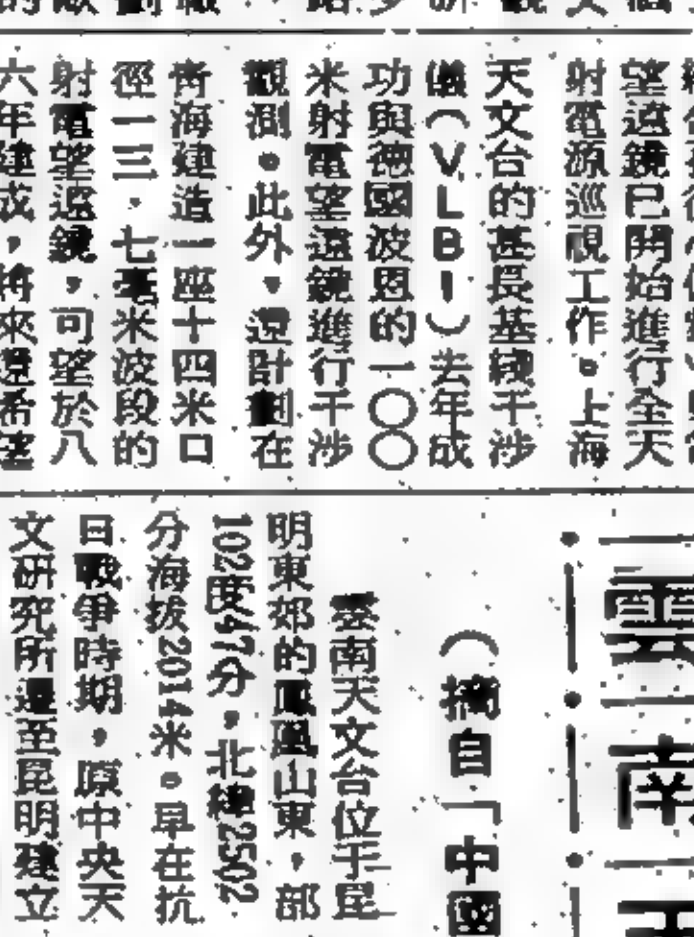 望遠鏡已開始進行全天
射電源巡視工作。上海
天文台的甚長基線干涉
儀(VLBI)去年成
功與德國波恩的一〇〇
米射電望遠鏡進行干涉
觀測。此外,還計劃在
青海建造一座十四米口
徑一三.七毫米波段的
射電望遠鏡,可望於八
六年建成,將來還希望
雲南天
(摘自「中國
雲南天文台位于昆
明東郊的鳳凰山東,部
102度47分,北緯2502
分海拔2014米。早在抗
日戰爭時期,原中央天
文研究所遷至昆明建立